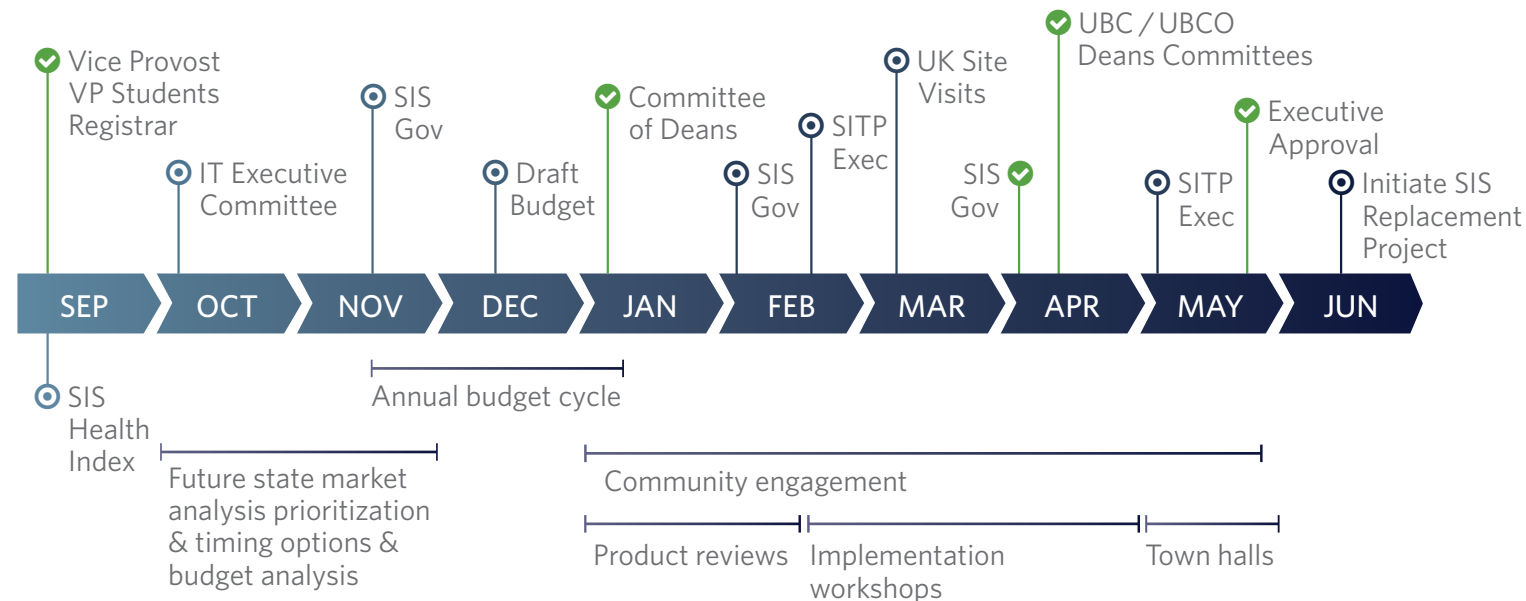 Vice Provost
VP Students
Registrar
IT Executive
Committee
SIS
Gov
Draft
Budget
Committee
of Deans
SIS
Gov
SITP
Exec
UK Site
Visits
SIS
Gov
UBC / UBCO
Deans Committees
SITP
Exec
Executive
Approval
Initiate SIS
Replacement
Project
SEP
OCT
NOV
DEC
JAN
FEB
MAR
APR
MAY
JUN
SIS
Health
Index
Annual budget cycle
Future state market
analysis prioritization
& timing options &
budget analysis
Community engagement
Product reviews
Implementation
workshops
Town halls